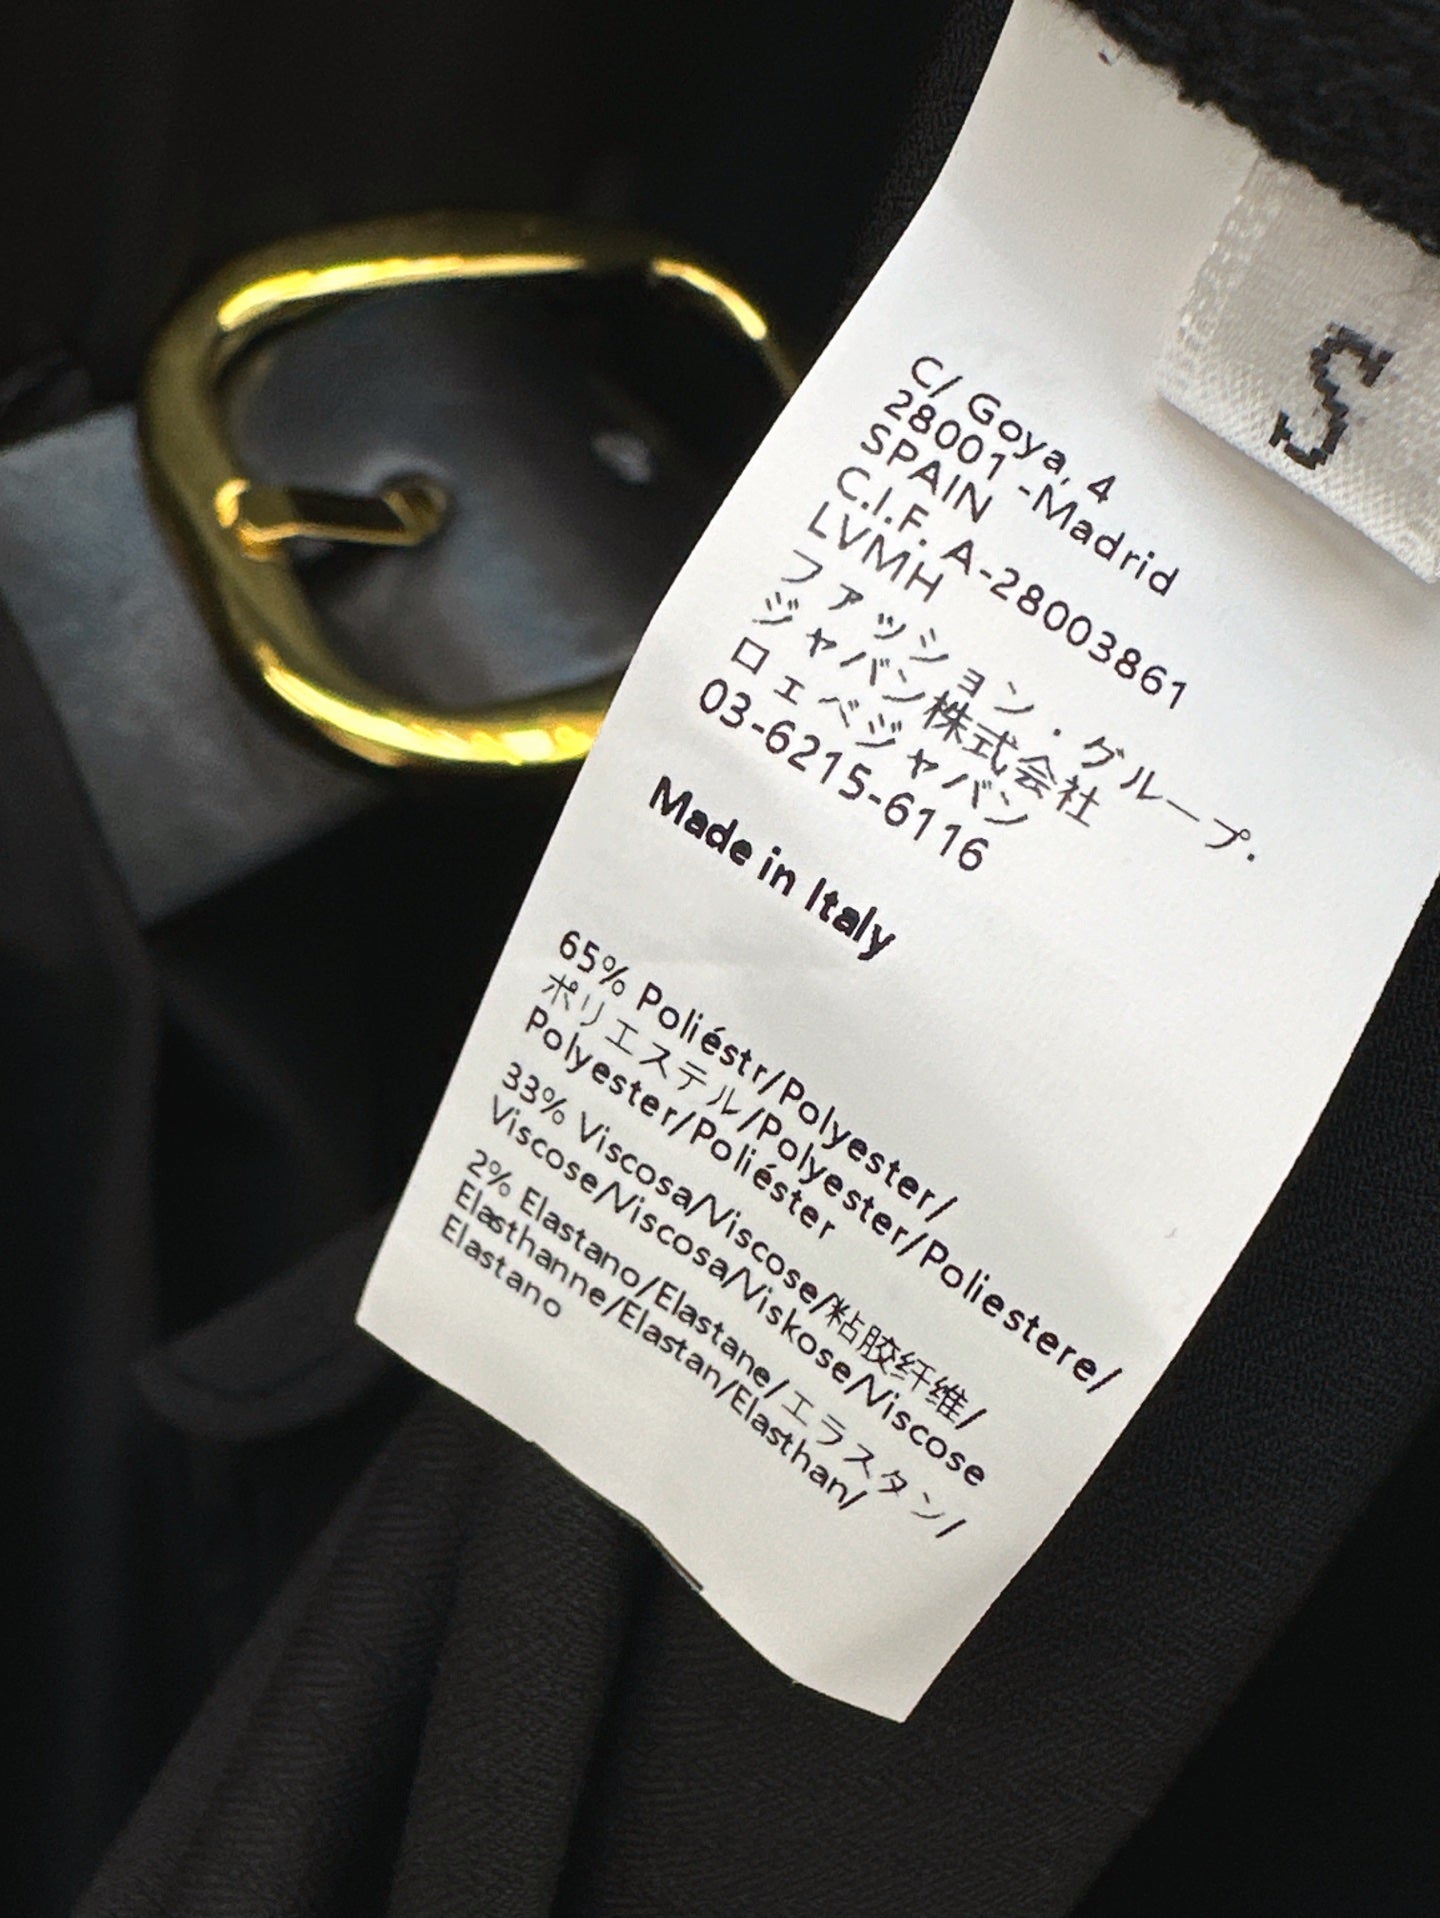 S
C/ Goya, 4
28001 -Madrid
SPAIN
C.I.F. A-28003861
LVMH
ファッション・グループ.
ジャバン株式会社
ロェベジャバン
03-6215-6116
Made in Italy
65% Poliéstr/Polyester/
ポリエステル/Polyester/Poliestere/
Polyester/Poliéster
33% Viscosa/Viscose/粘胶纤维/
Viscose/Viscosa/Viskose/Viscose
2% Elastano/Elastane/エラスタン/
Elasthanne/Elastan/Elasthan/
Elastano